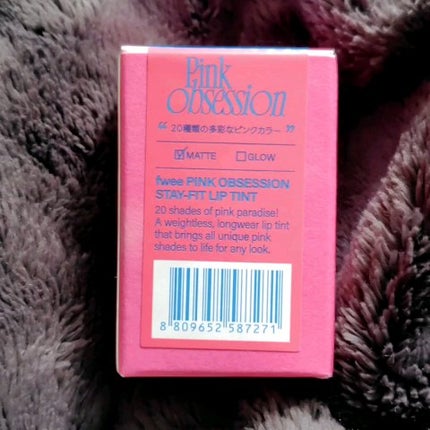 Pink
Obsession
“ 20種類の多彩なピンクカラー ”
MATTE GLOW
fwee PINK OBSESSION
STAY-FIT LIP TINT
20 shades of pink paradise!
A weightless, longwear lip tint
that brings all unique pink
shades to life for any look.
8 809652 587271